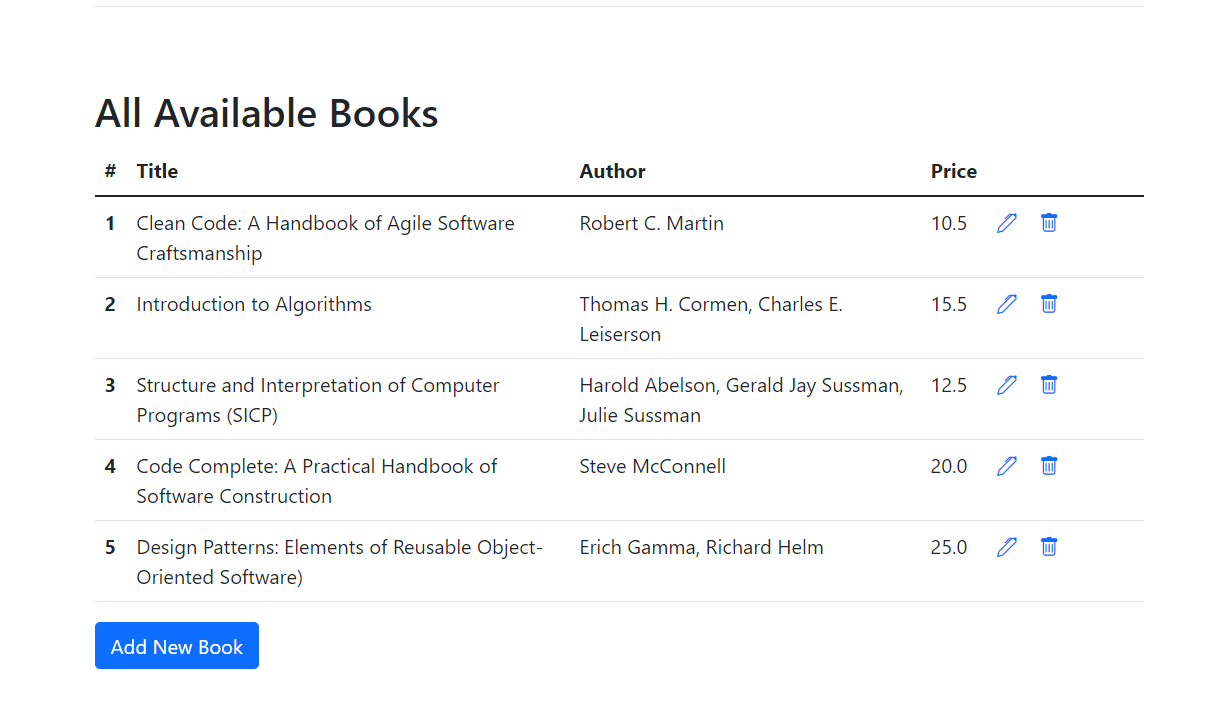 All Available Books
# Title Author Price
1 Clean Code: A Handbook of Agile Software Robert C. Martin 10.5
Craftsmanship
2 Introduction to Algorithms Thomas H. Cormen, Charles E. 15.5
Leiserson
3 Structure and Interpretation of Computer Harold Abelson, Gerald Jay Sussman, 12.5
Programs (SICP) Julie Sussman
4 Code Complete: A Practical Handbook of Steve McConnell 20.0
Software Construction
5 Design Patterns: Elements of Reusable Object- Erich Gamma, Richard Helm 25.0
Oriented Software)
Add New Book